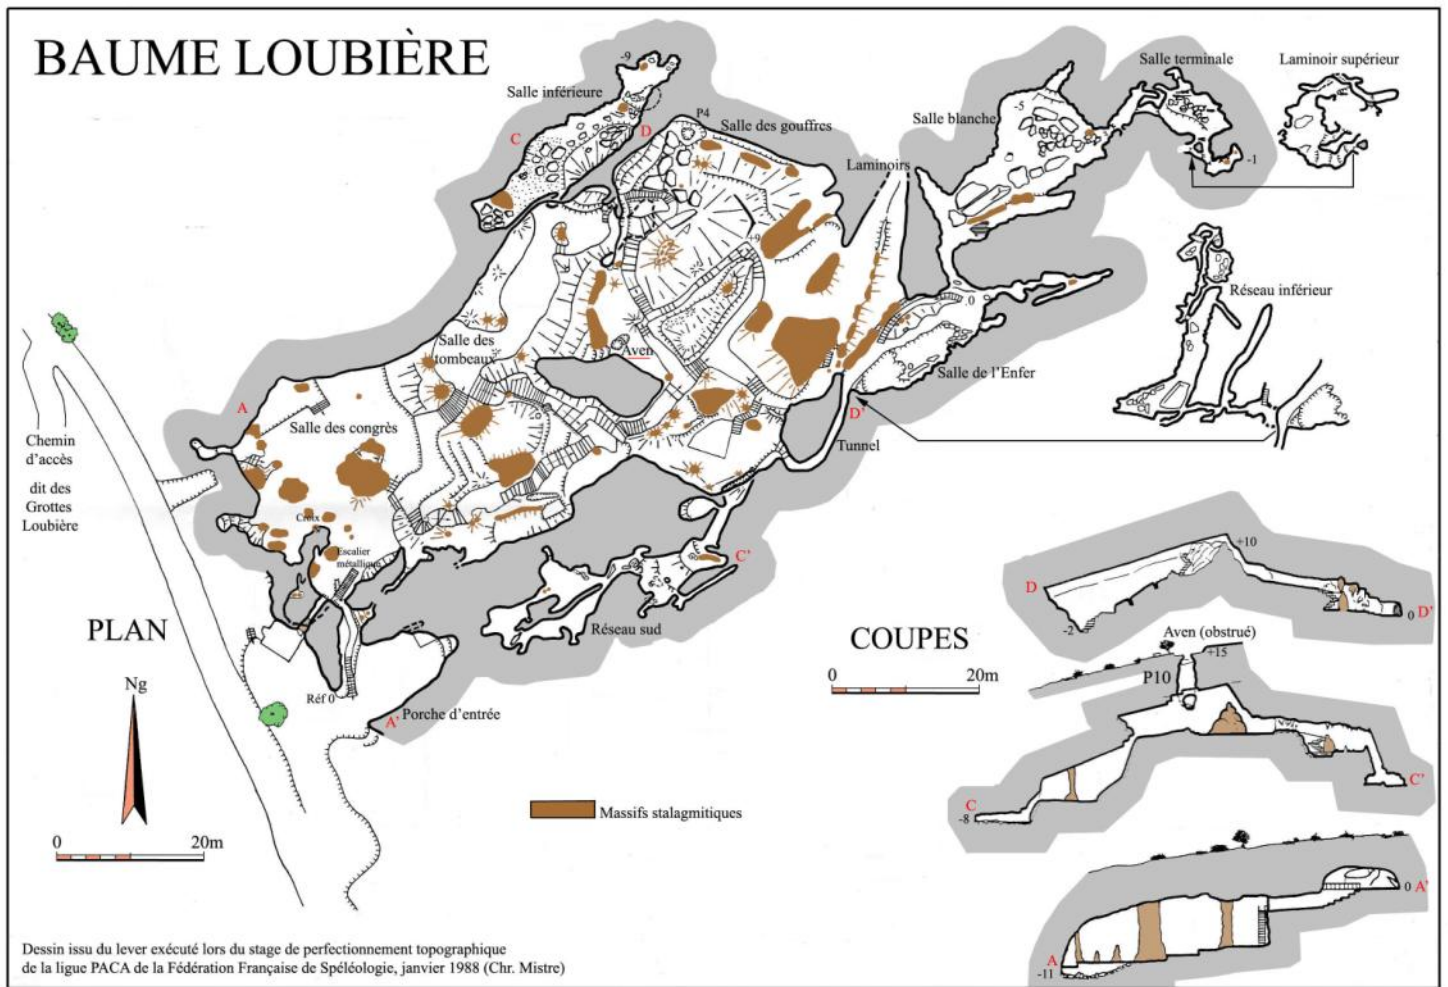 BAUME LOUBIÈRE
-9
Salle inférieure
C
D
P4
Salle des gouffres
Laminoirs
Salle blanche
-5
Salle terminale
-1
Laminoir supérieur
+9
Réseau inférieur
0
Salle des
tombeaux
Aven
Salle de l'Enfer
D'
Tunnel
A
Salle des congrès
Croix
Escalier
métallique
Chemin
d'accès
dit des
Grottes
Loubière
C'
Réseau sud
PLAN
Réf 0
A'
Porche d'entrée
Ng
0
20m
Massifs stalagmitiques
COUPES
0
20m
D
+10
-2
0
D'
Aven (obstrué)
+15
P10
C
-8
C'
0
A'
A
-11
Dessin issu du lever exécuté lors du stage de perfectionnement topographique
de la ligue PACA de la Fédération Française de Spéléologie, janvier 1988 (Chr. Mistre)